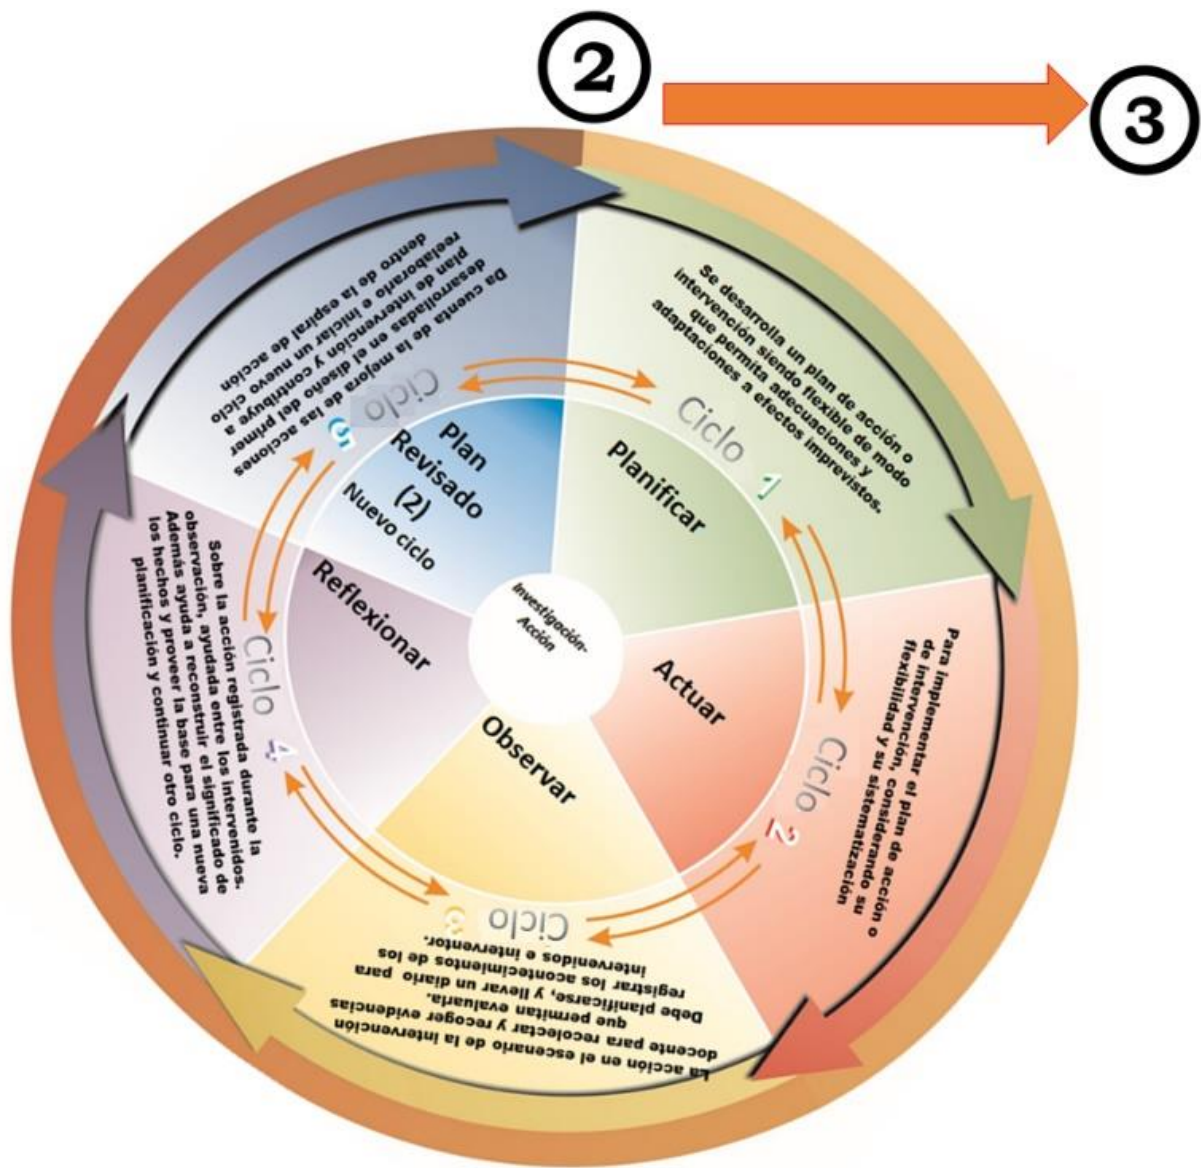 2
3
Se desarrolla un plan de acción o
intervención siendo flexible de modo
que permita adecuaciones y
adaptaciones a efectos imprevistos.
Ciclo 1
Planificar
Para implementar el plan de acción o
de intervención, considerando su
flexibilidad y su sistematización
Ciclo 2
Actuar
La acción en el escenario de la intervención
docente para recolectar y recoger evidencias
que permitan evaluarla.
Debe planificarse, y llevar un diario para
registrar los acontecimientos de los
intervenidos e interventor.
Ciclo 3
Observar
Sobre la acción registrada durante la
observación, ayudada entre los intervenidos.
Además ayuda a reconstruir el significado de
los hechos y proveer la base para una nueva
planificación y continuar otro ciclo.
Ciclo 4
Reflexionar
Da cuenta de la mejora de las acciones
desarrolladas en el diseño del primer
plan de intervención y contribuye a
reelaborarlo e iniciar un nuevo ciclo
dentro de la espiral de acción
Ciclo 5
Plan
Revisado
(2)
Nuevo ciclo
Investigación-
Acción